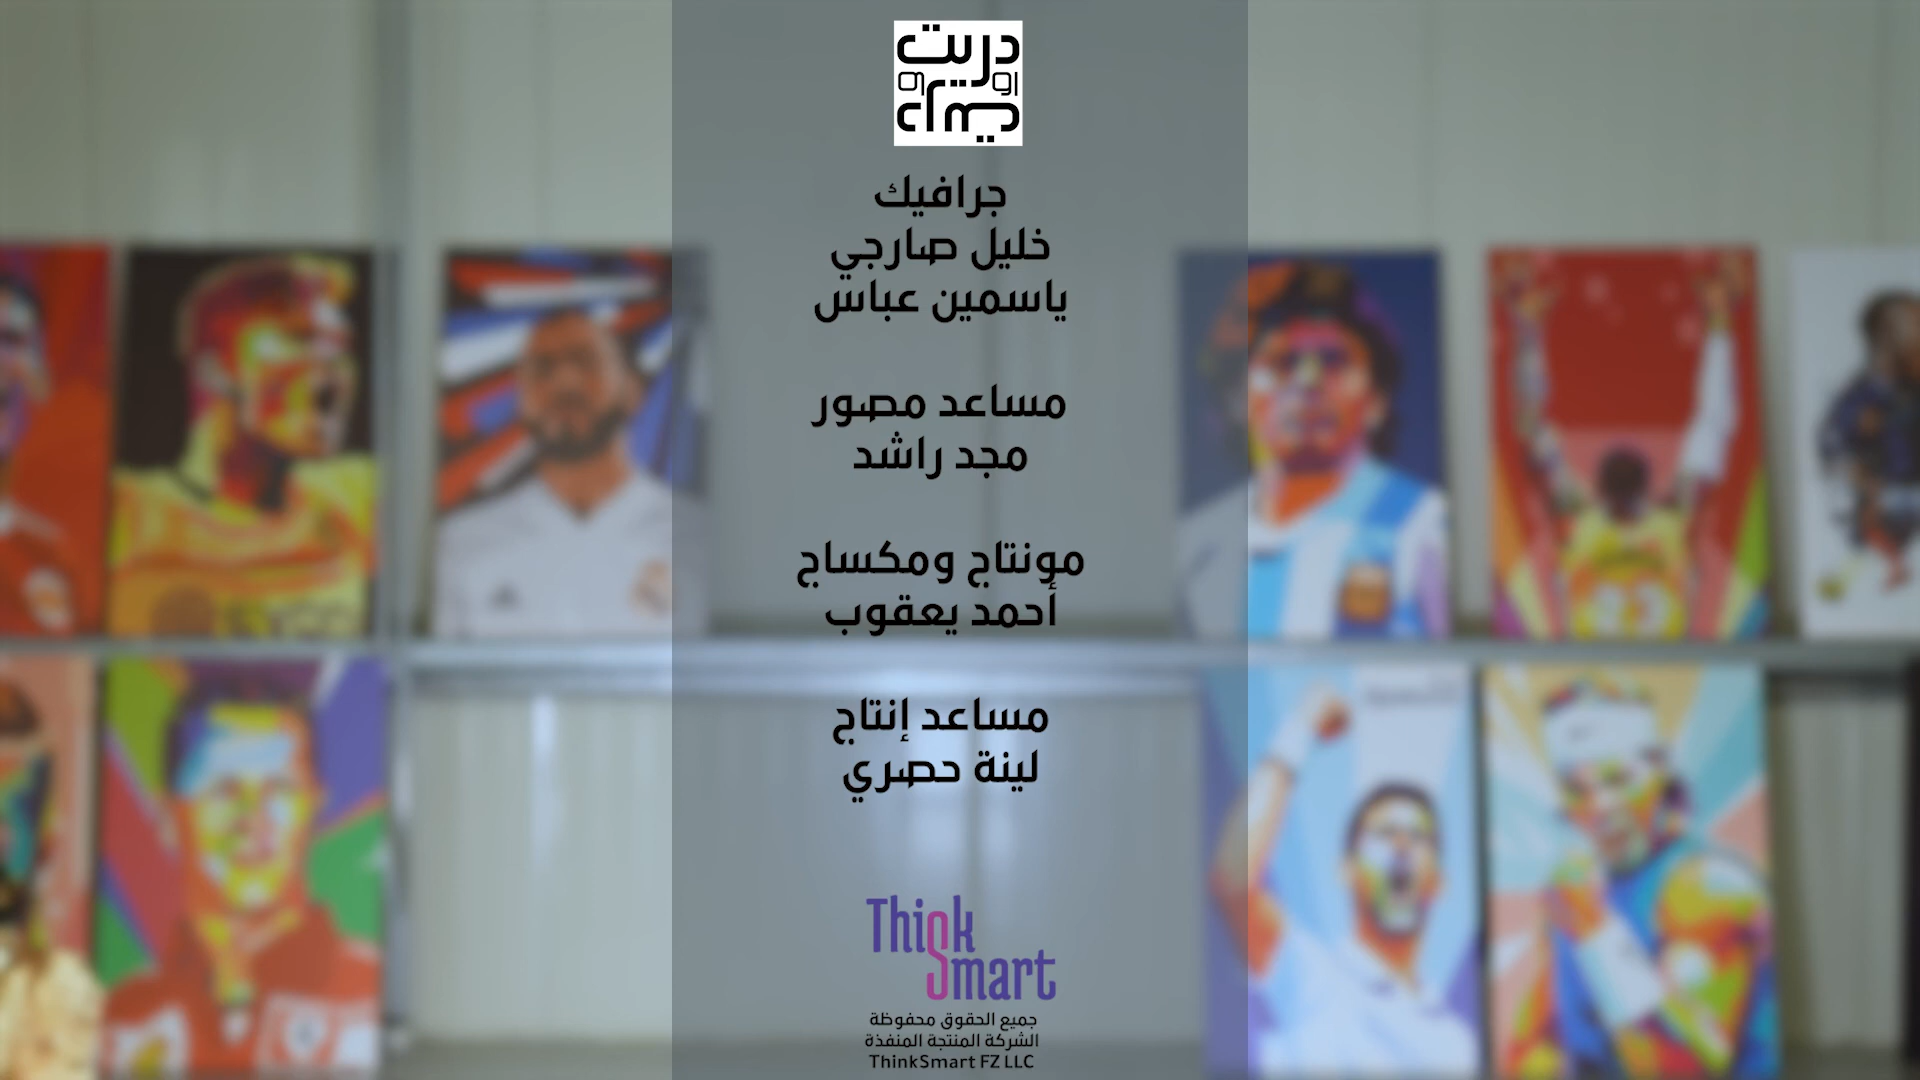 دريت
او
ديم
جرافيك
خليل صارجي
ياسمين عباس
مساعد مصور
مجد راشد
مونتاج ومكساج
أحمد يعقوب
مساعد إنتاج
لينة حصري
Think
Smart
جميع الحقوق محفوظة
الشركة المنتجة المنفذة
ThinkSmart FZ LLC